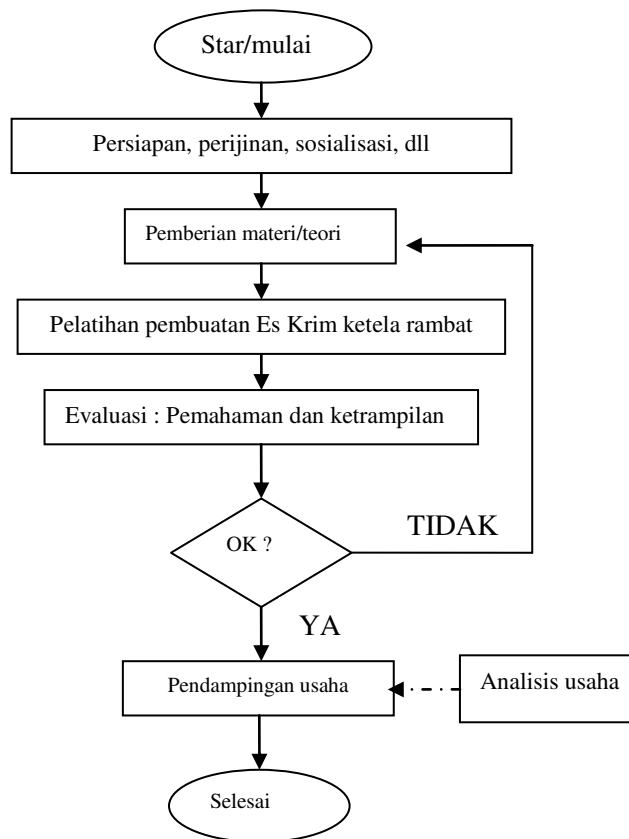 Star/mulai
Persiapan, perijinan, sosialisasi, dll
Pemberian materi/teori
Pelatihan pembuatan Es Krim ketela rambat
Evaluasi : Pemahaman dan ketrampilan
OK ?
TIDAK
YA
Pendampingan usaha
Analisis usaha
Selesai